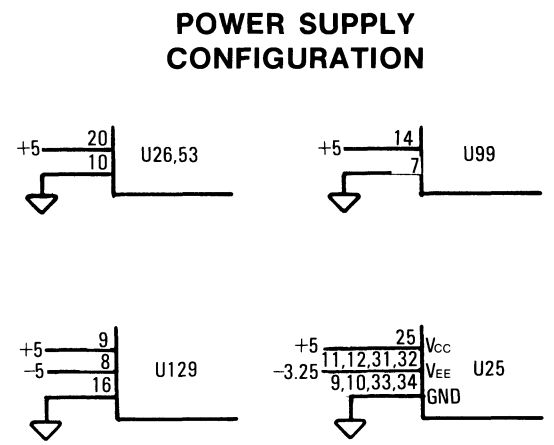 POWER SUPPLY
CONFIGURATION
+5 20 U26,53
10
+5 14 U99
7
+5 9
-5 8 U129
16
+5 25 VCC
-3.25 11,12,31,32 VEE U25
9,10,33,34 GND